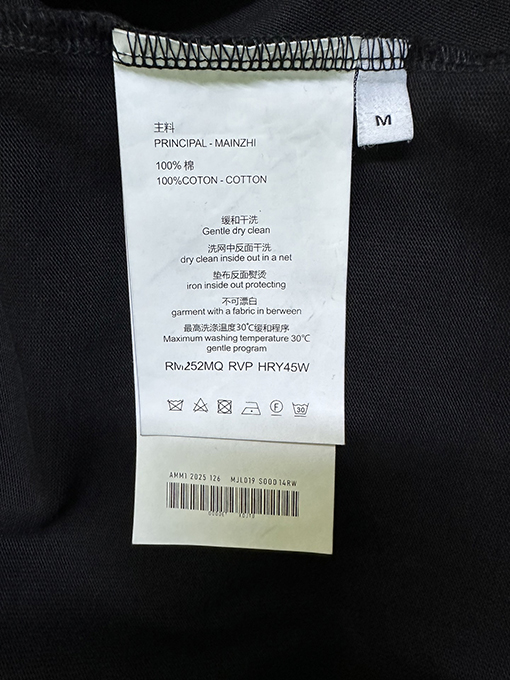 M
主料
PRINCIPAL - MAINZHI
100% 棉
100%COTON - COTTON
缓和干洗
Gentle dry clean
洗网中反面干洗
dry clean inside out in a net
垫布反面熨烫
iron inside out protecting
不可漂白
garment with a fabric in berween
最高洗涤温度30℃缓和程序
Maximum washing temperature 30℃
gentle program
RM252MQ RVP HRY45W
F
30
AMM1 2025 126 MJL019 S00D14RW